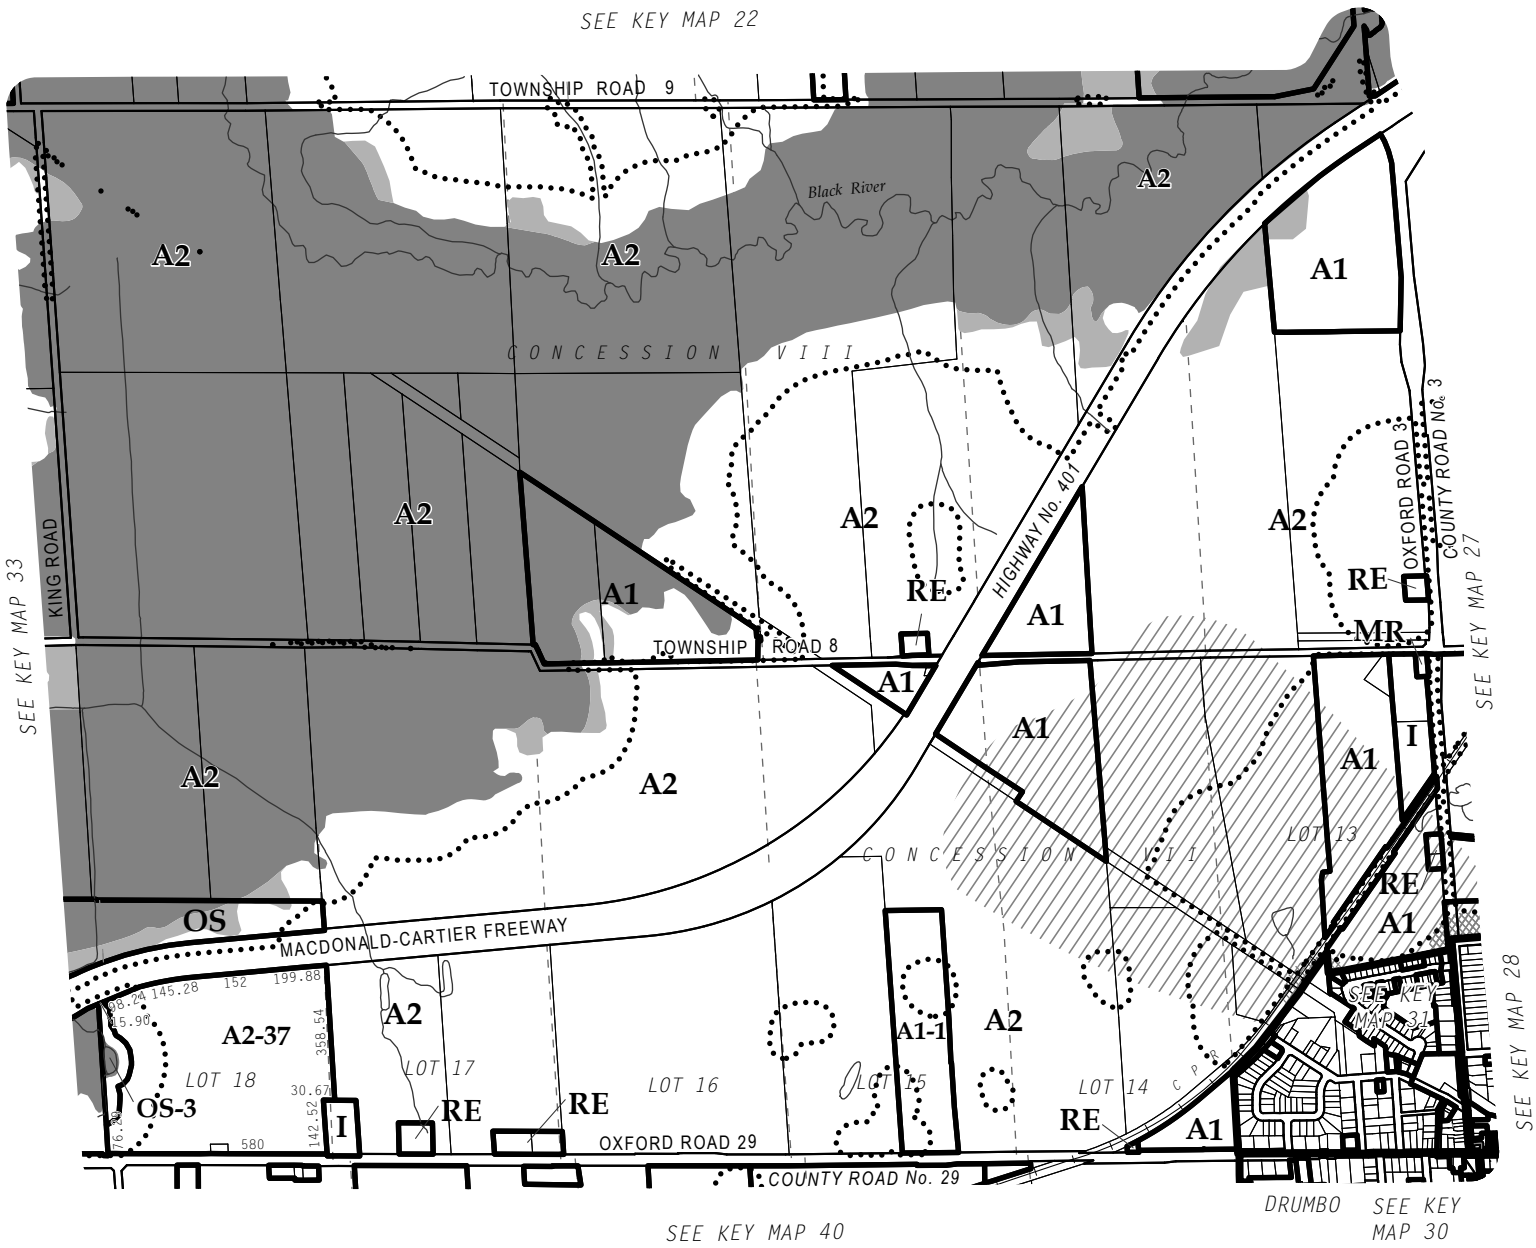 SEE KEY MAP 22
TOWNSHIP ROAD 9
Black River
A2
A2
A2
A1
CONCESSION VIII
COUNTY ROAD No. 3
OXFORD ROAD 3
A2
A2
A2
HIGHWAY No. 401
KING ROAD
SEE KEY MAP 33
SEE KEY MAP 27
A1
RE
RE
A1
MR
TOWNSHIP ROAD 8
A1
A1
I
A1
A2
A2
LOT 13
CONCESSION VII
RE
OS
A1
MACDONALD-CARTIER FREEWAY
98.24
145.28
152
199.88
15.90
SEE KEY
MAP 31
SEE KEY MAP 28
A2
A2
A1-1
A2-37
358.54
LOT 18
LOT 17
LOT 16
LOT 15
LOT 14
CPR
30.67
OS-3
RE
RE
RE
I
142.52
76.20
580
A1
OXFORD ROAD 29
COUNTY ROAD No. 29
DRUMBO
SEE KEY
MAP 30
SEE KEY MAP 40